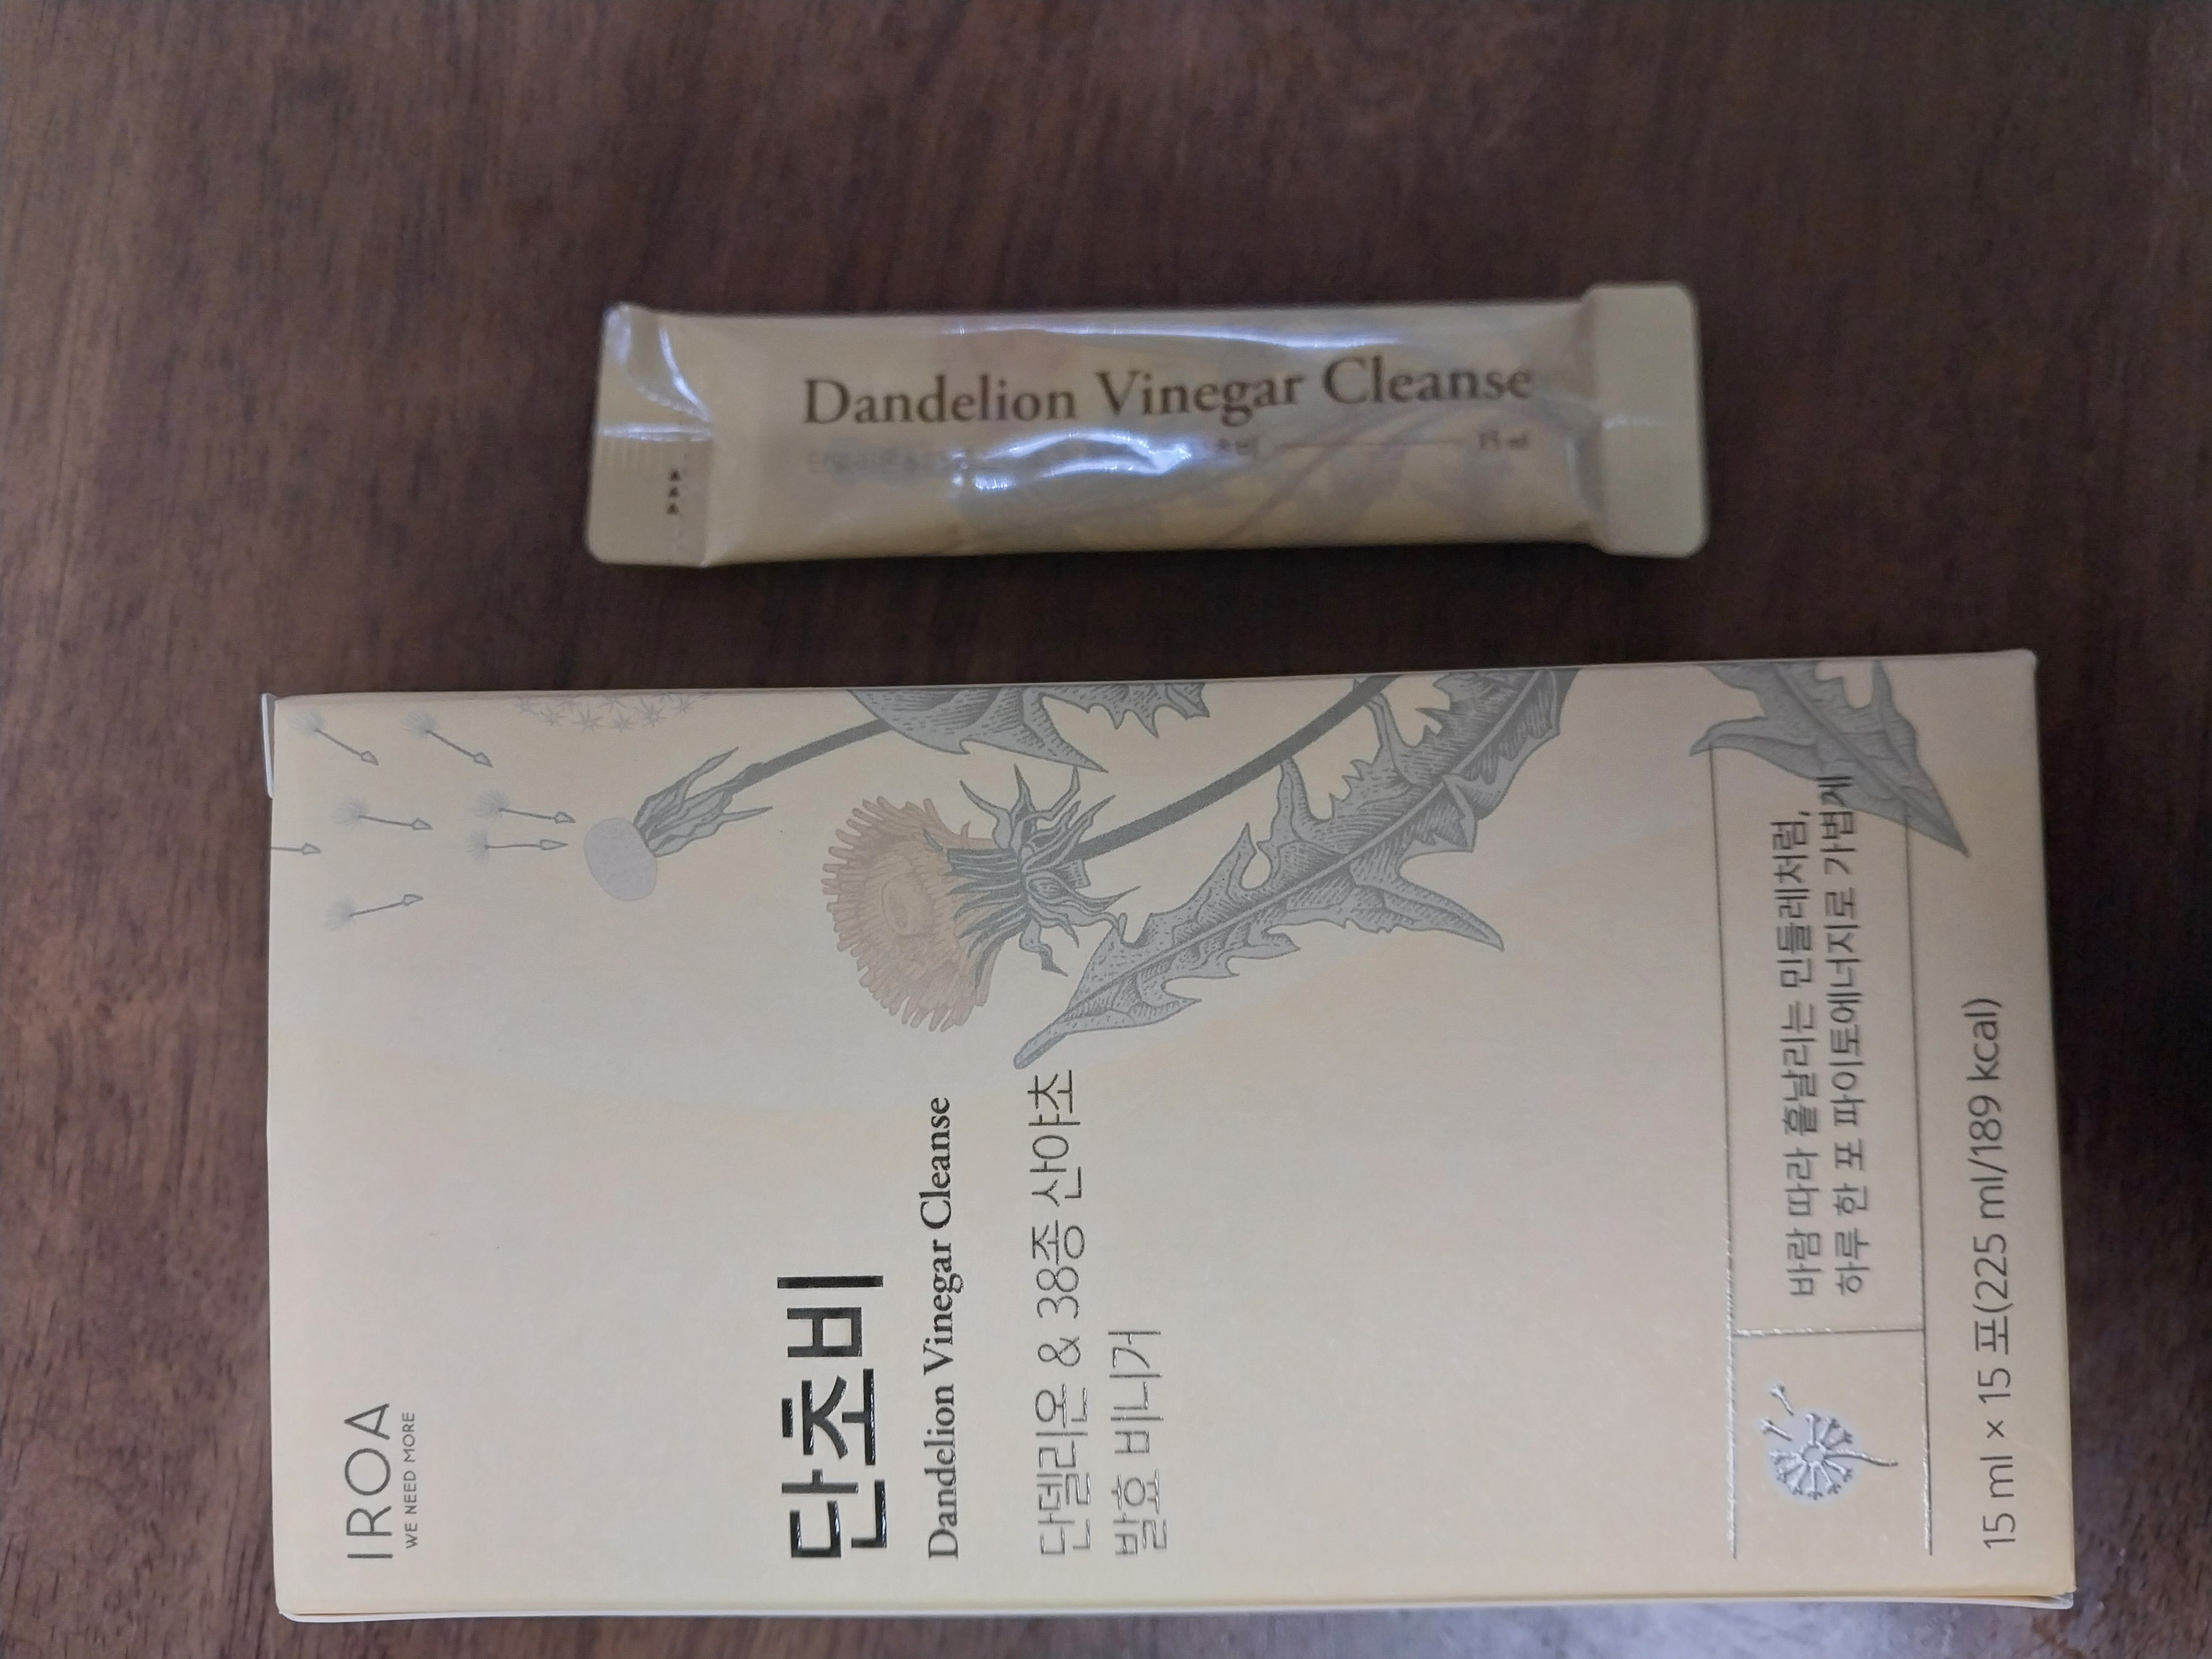 Dandelion Vinegar Cleanse
15 ml
IROA
WE NEED MORE
단초비
Dandelion Vinegar Cleanse
단델리온 & 38종 산야초
발효 비니거
바람 따라 흩날리는 민들레처럼,
하루 한 포 파이토에너지로 가볍게
15 ml × 15 포(225 ml/189 kcal)